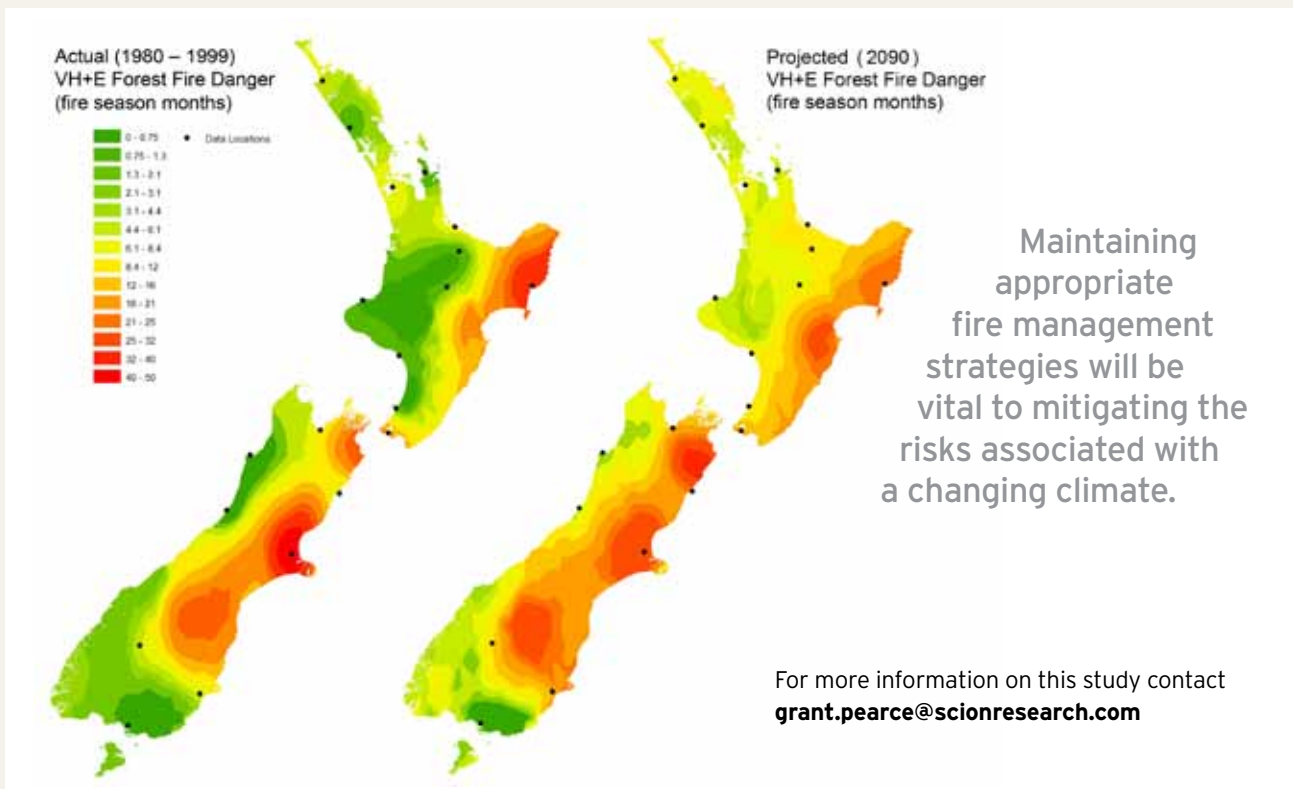 Actual (1980 – 1999)
VH+E Forest Fire Danger
(fire season months)
0 - 0.75
0.75 - 1.3
1.3 - 2.1
2.1 - 3.1
3.1 - 4.4
4.4 - 6.1
6.1 - 8.4
8.4 - 12
12 - 16
16 - 21
21 - 25
25 - 32
32 - 40
40 - 50
Data Locations
Projected (2090)
VH+E Forest Fire Danger
(fire season months)
Maintaining
appropriate
fire management
strategies will be
vital to mitigating the
risks associated with
a changing climate.
For more information on this study contact
grant.pearce@scionresearch.com